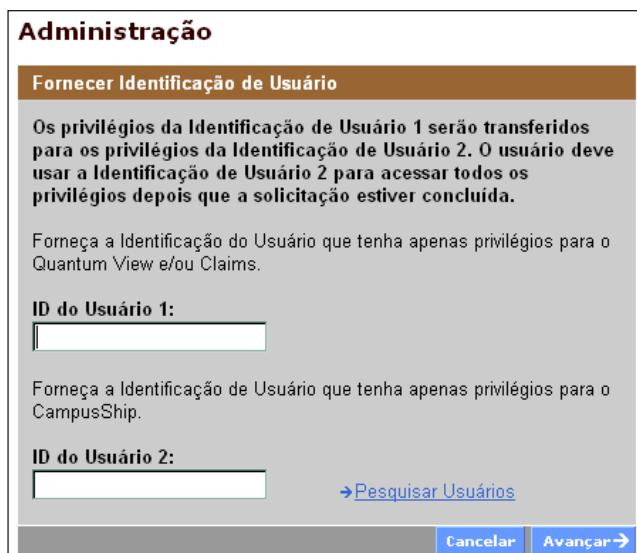 Administração
Fornecer Identificação de Usuário
Os privilégios da Identificação de Usuário 1 serão transferidos
para os privilégios da Identificação de Usuário 2. O usuário deve
usar a Identificação de Usuário 2 para acessar todos os
privilégios depois que a solicitação estiver concluída.
Forneça a Identificação do Usuário que tenha apenas privilégios para o
Quantum View e/ou Claims.
ID do Usuário 1:
Forneça a Identificação de Usuário que tenha apenas privilégios para o
CampusShip.
ID do Usuário 2:
→Pesquisar Usuários
Cancelar Avançar→